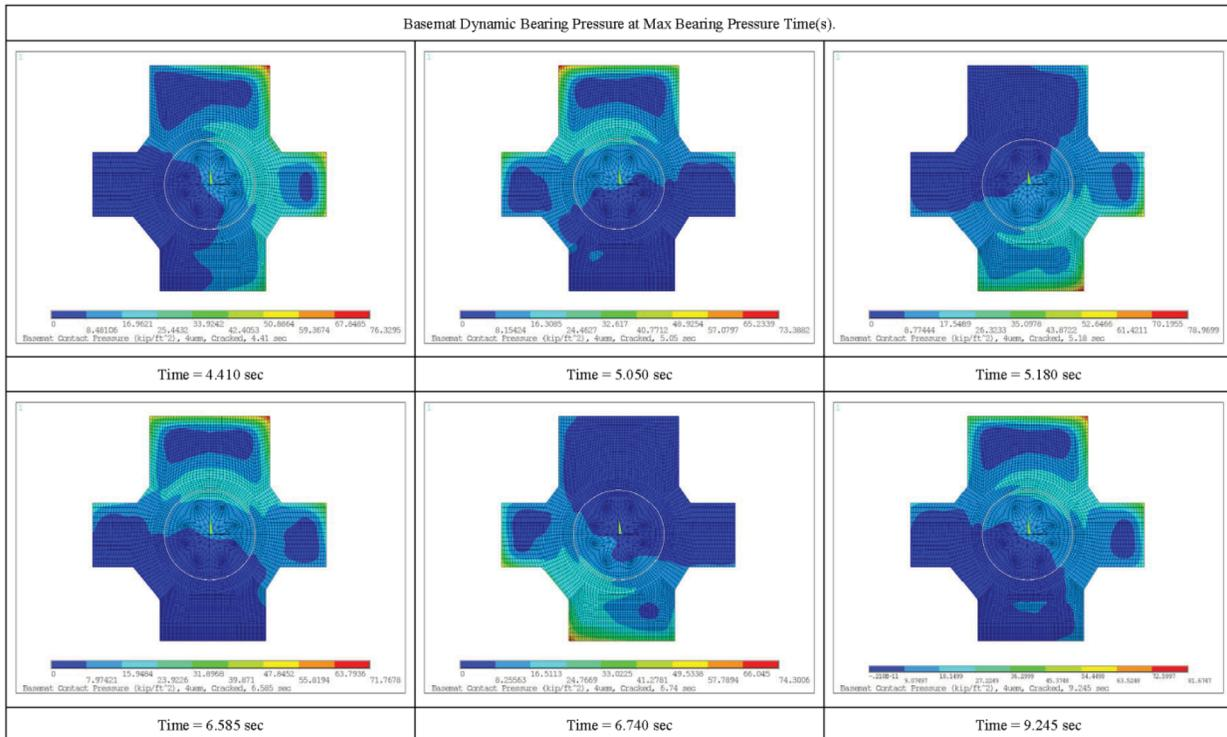 Basemat Dynamic Bearing Pressure at Max Bearing Pressure Time(s).
1
0 16.9621 33.9242 50.8864 67.8485
8.48106 25.4432 42.4053 59.3674 76.3295
Basemat Contact Pressure (kip/ft^2), 4uem, Cracked, 4.41 sec
1
0 16.3085 32.617 48.9254 65.2339
8.15424 24.4627 40.7712 57.0797 73.3882
Basemat Contact Pressure (kip/ft^2), 4uem, Cracked, 5.05 sec
1
0 17.5489 35.0978 52.6466 70.1955
8.77444 26.3233 43.8722 61.4211 78.9699
Basemat Contact Pressure (kip/ft^2), 4uem, Cracked, 5.18 sec
Time = 4.410 sec
Time = 5.050 sec
Time = 5.180 sec
1
0 15.9484 31.8968 47.8452 63.7936
7.97421 23.9226 39.871 55.8194 71.7678
Basemat Contact Pressure (kip/ft^2), 4uem, Cracked, 6.585 sec
1
0 16.5113 33.0225 49.5338 66.045
8.25563 24.7669 41.2781 57.7894 74.3006
Basemat Contact Pressure (kip/ft^2), 4uem, Cracked, 6.74 sec
1
18.1499 36.2999 54.4498 72.5997
9.07497 27.2249 45.3748 63.5248 81.6747
Basemat Contact Pressure (kip/ft^2), 4uem, Cracked, 9.245 sec
Time = 6.585 sec
Time = 6.740 sec
Time = 9.245 sec